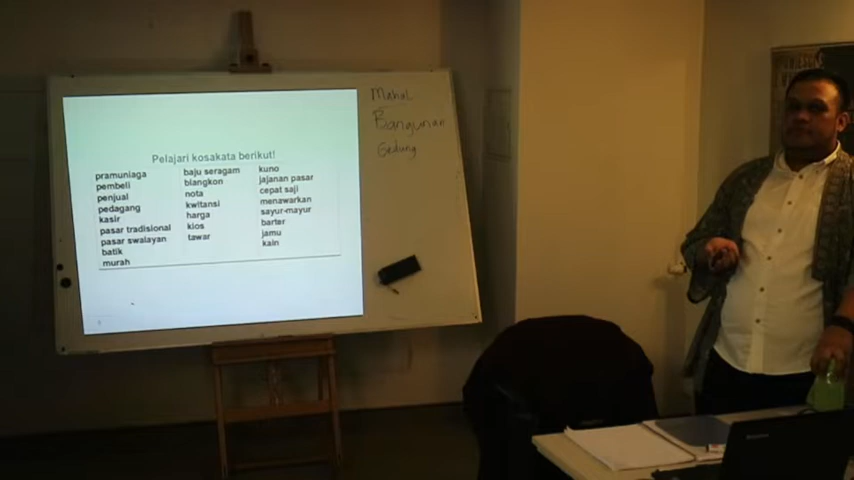 Pelajari kosakata berikut!
pramuniaga
pembeli
penjual
pedagang
kasir
pasar tradisional
pasar swalayan
batik
murah
baju seragam
blangkon
nota
kwitansi
harga
kios
tawar
kuno
jajanan pasar
cepat saji
menawarkan
sayur-mayur
barter
jamu
kain
Mahal
Bangunan
Gedung